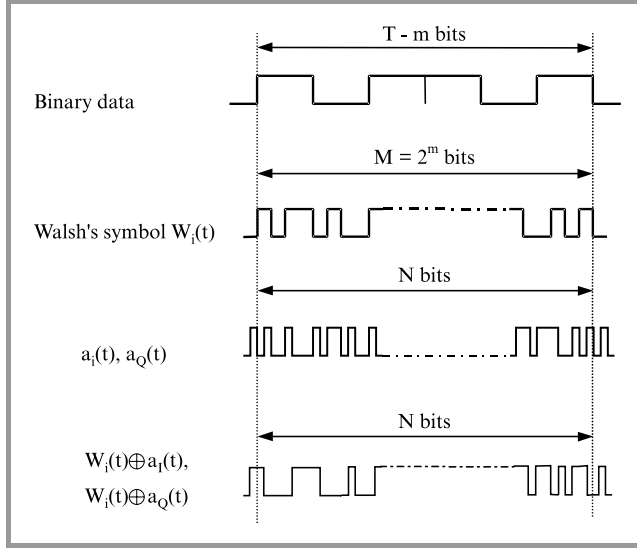 T - m bits
Binary data
M = 2^m bits
Walsh's symbol W_i(t)
N bits
a_i(t), a_Q(t)
N bits
W_i(t)⊕a_I(t),
W_i(t)⊕a_Q(t)